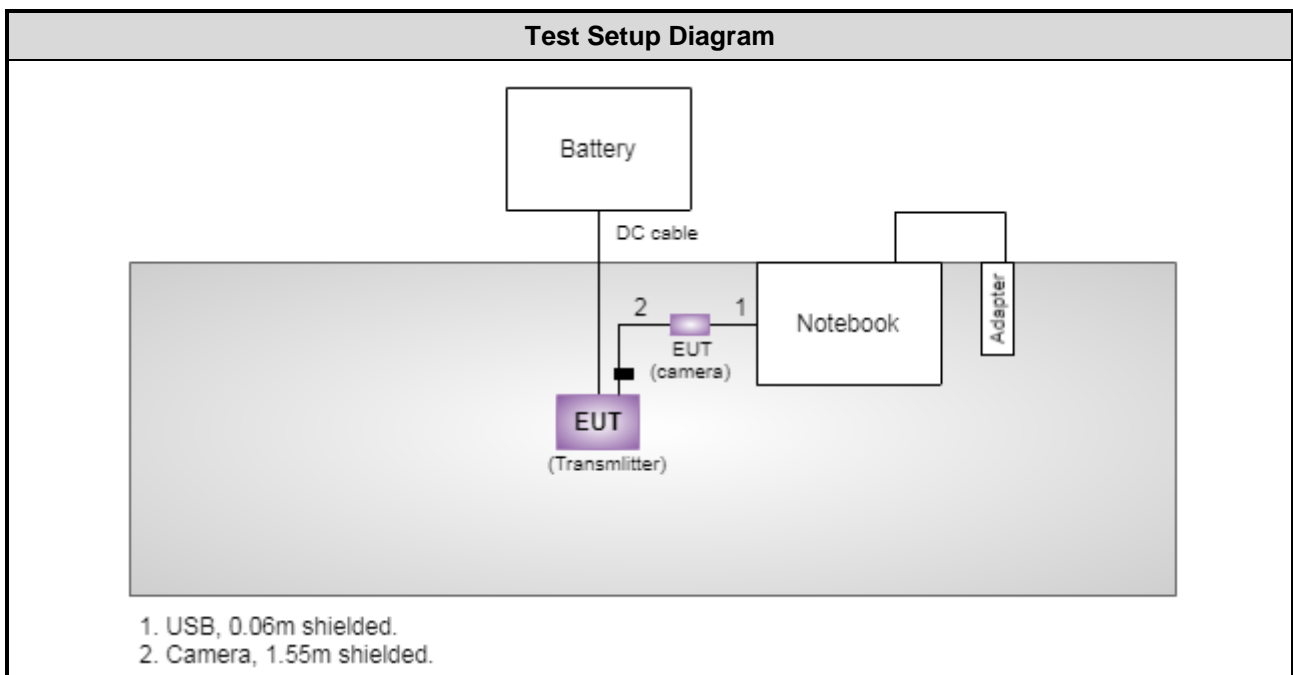 Test Setup Diagram
Battery
DC cable
2
1
Notebook
Adapter
EUT
(camera)
EUT
(Transmlitter)
1. USB, 0.06m shielded.
2. Camera, 1.55m shielded.